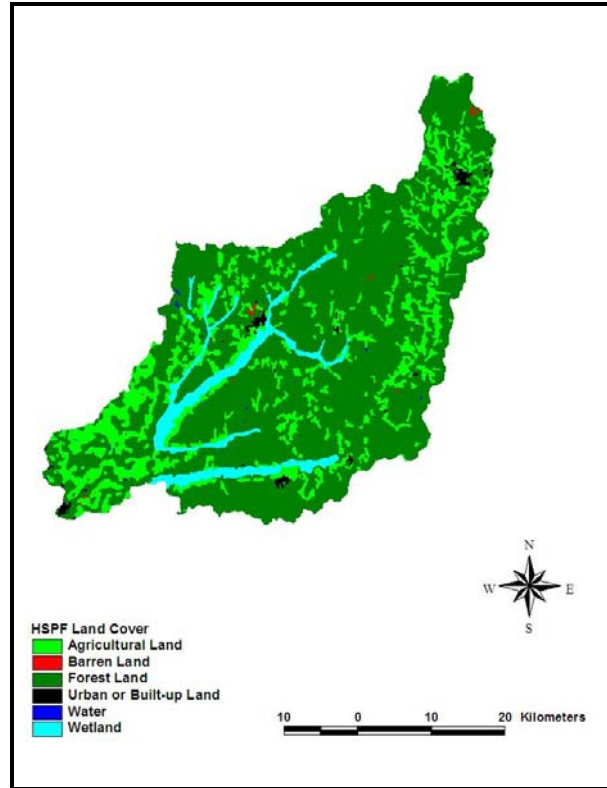 N
W E
S
HSPF Land Cover
Agricultural Land
Barren Land
Forest Land
Urban or Built-up Land
Water
Wetland
10 0 10 20 Kilometers